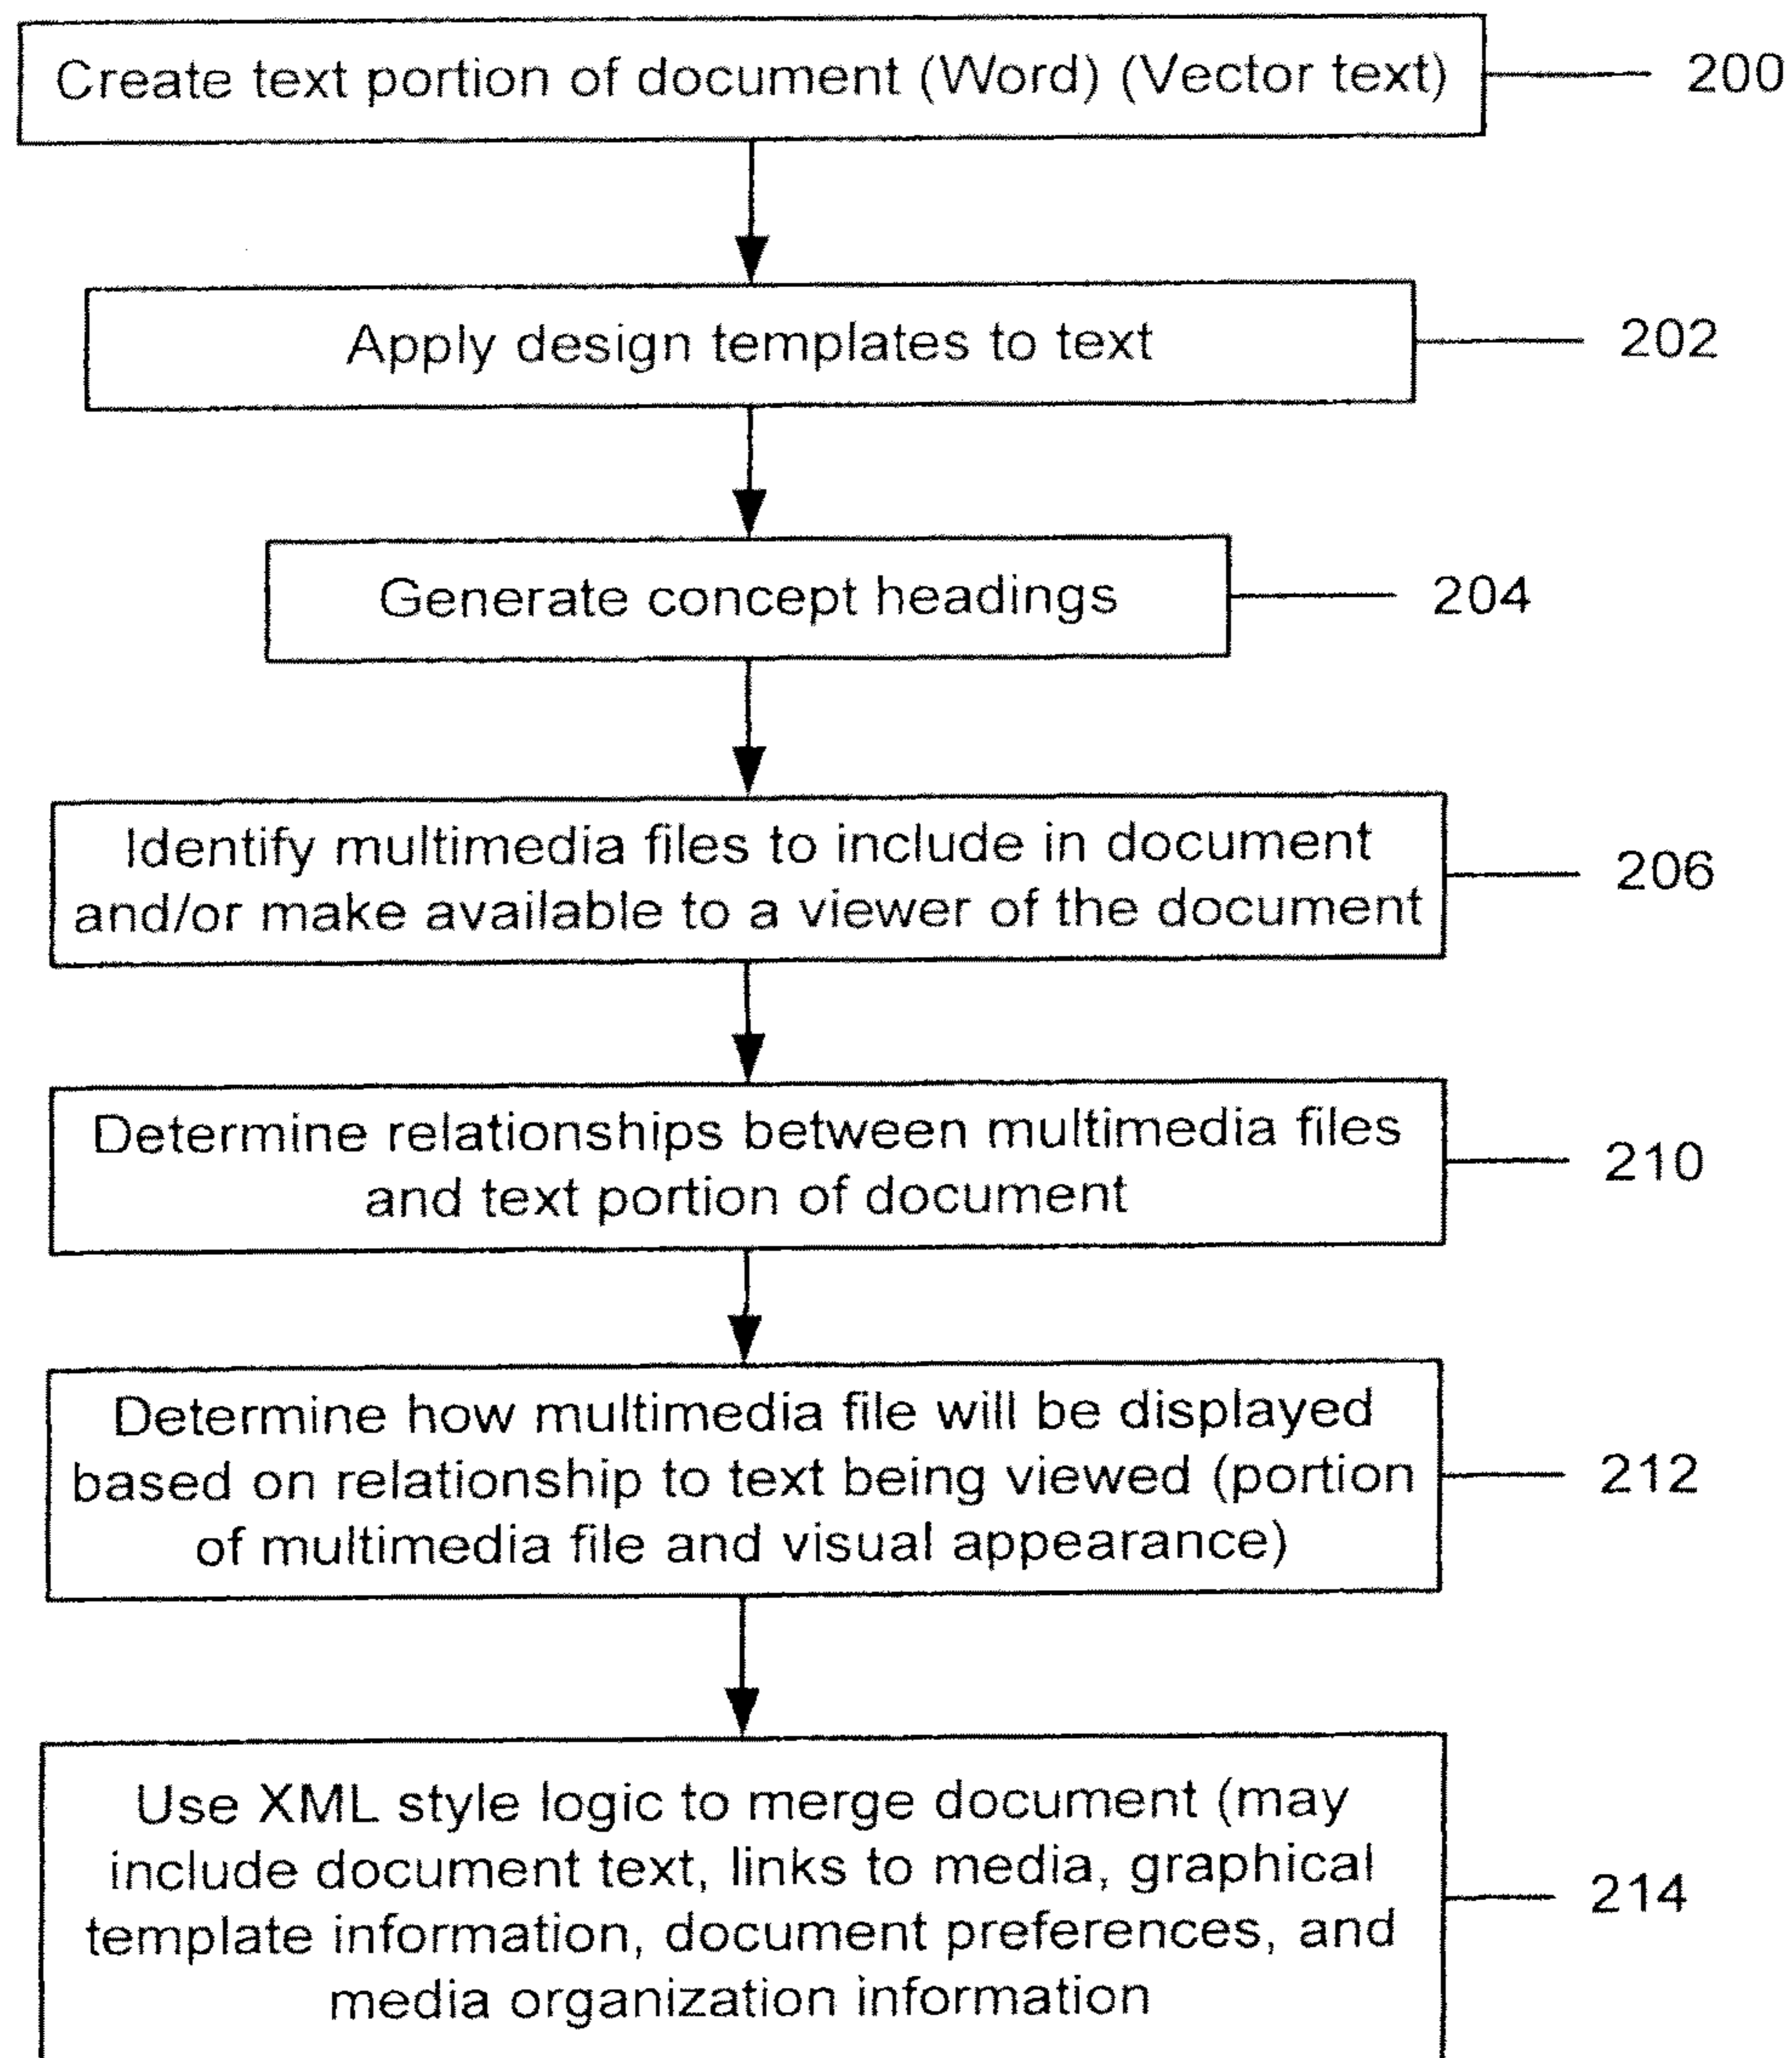 Create text portion of document (Word) (Vector text)
200
Apply design templates to text
202
Generate concept headings
204
Identify multimedia files to include in document
and/or make available to a viewer of the document
206
Determine relationships between multimedia files
and text portion of document
210
Determine how multimedia file will be displayed
based on relationship to text being viewed (portion
of multimedia file and visual appearance)
212
Use XML style logic to merge document (may
include document text, links to media, graphical
template information, document preferences, and
media organization information
214